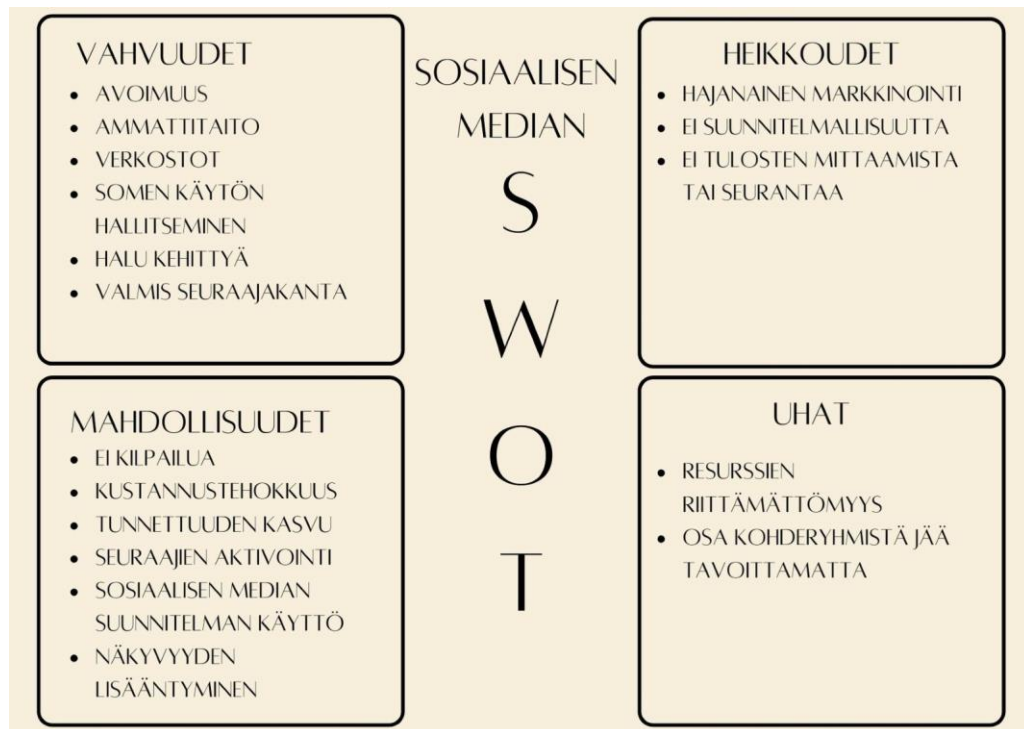 VAHVUUDET
• AVOIMUUS
• AMMATTITAITO
• VERKOSTOT
• SOMEN KÄYTÖN
HALLITSEMINEN
• HALU KEHITTYÄ
• VALMIS SEURAAJAKANTA
SOSIAALISEN
MEDIAN
S
W
O
T
HEIKKOUDET
• HAJANAINEN MARKKINOINTI
• EI SUUNNITELMALLISUUTTA
• EI TULOSTEN MITTAAMISTA
TAI SEURANTAA
MAHDOLLISUUDET
• EI KILPAILUA
• KUSTANNUSTEHOKKUUS
• TUNNETTUUDEN KASVU
• SEURAAJIEN AKTIVOINTI
• SOSIAALISEN MEDIAN
SUUNNITELMAN KÄYTTÖ
• NÄKYVYYDEN
LISÄÄNTYMINEN
UHAT
• RESURSSIEN
RIITTÄMÄTTÖMYYS
• OSA KOHDERYHMISTÄ JÄÄ
TAVOITTAMATTA